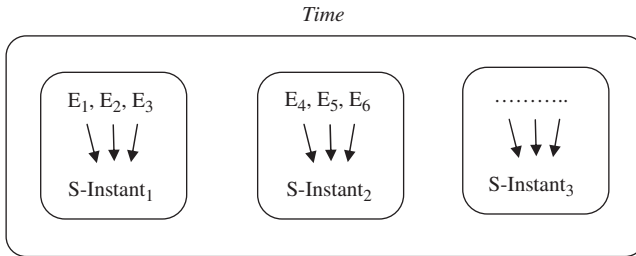 Time
E₁, E₂, E₃ E₄, E₅, E₆ ...........
S-Instant₁ S-Instant₂ S-Instant₃